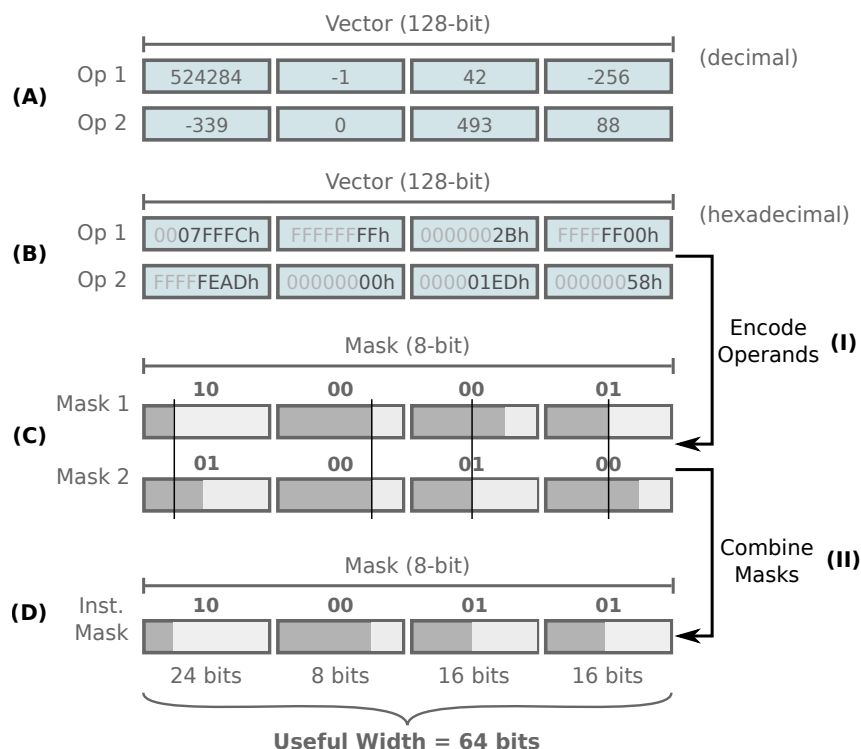 Vector (128-bit)
(decimal)
Op 1 524284 -1 42 -256
(A)
Op 2 -339 0 493 88
Vector (128-bit)
(hexadecimal)
Op 1 0007FFFCh FFFFFFFFh 0000002Bh FFFFFF00h
(B)
Op 2 FFFFFEADh 00000000h 000001EDh 00000058h
Encode
Operands (I)
Mask (8-bit)
10 00 00 01
Mask 1
(C)
Mask 2
01 00 01 00
Combine
Masks (II)
Mask (8-bit)
10 00 01 01
(D)
Inst.
Mask
24 bits 8 bits 16 bits 16 bits
Useful Width = 64 bits